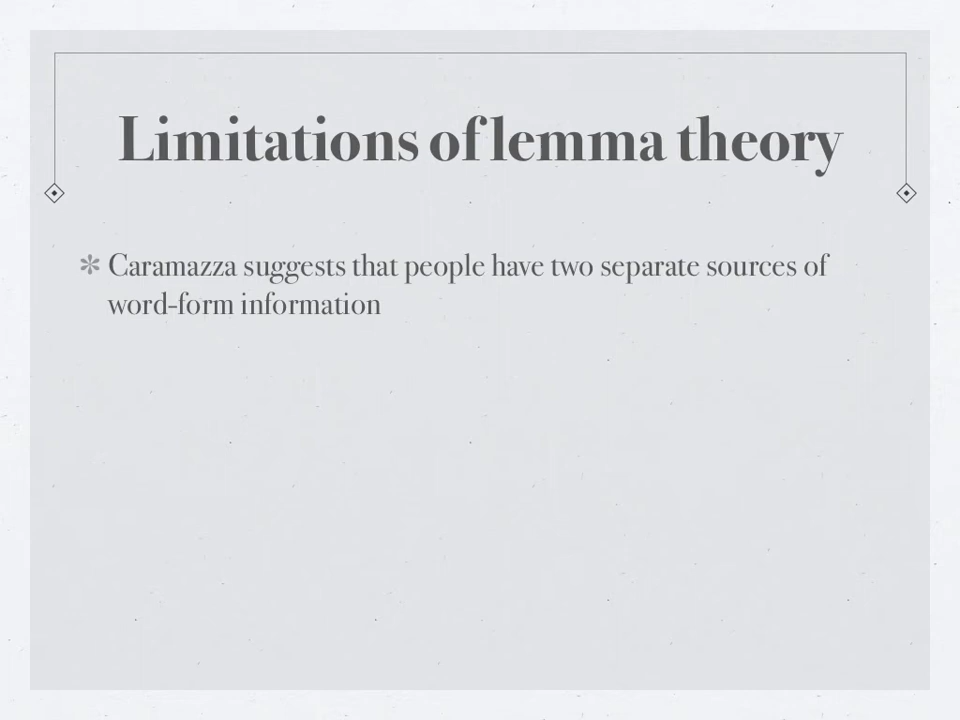 Limitations of lemma theory
✻ Caramazza suggests that people have two separate sources of
word-form information